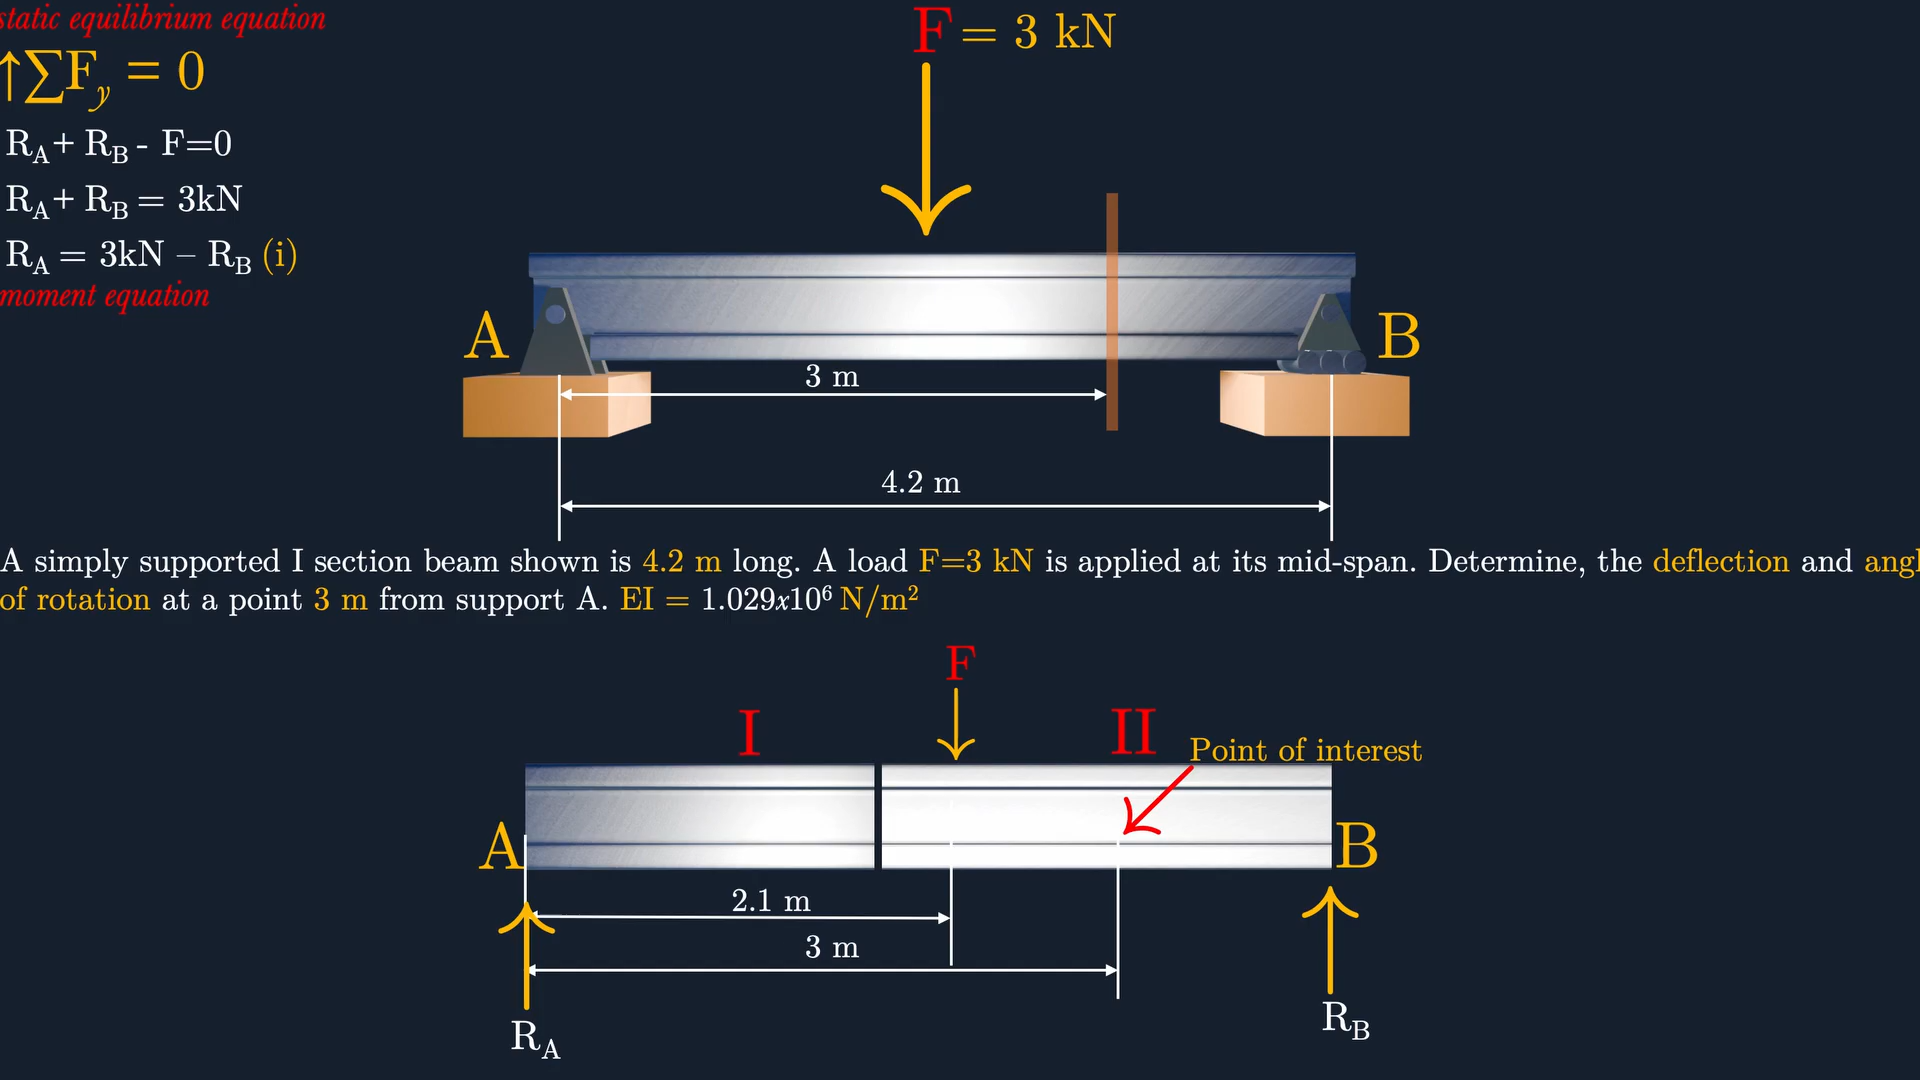 static equilibrium equation
↑∑Fy = 0
RA+ RB - F=0
RA+ RB = 3kN
RA = 3kN – RB (i)
moment equation
F = 3 kN
A
B
3 m
4.2 m
A simply supported I section beam shown is 4.2 m long. A load F=3 kN is applied at its mid-span. Determine, the deflection and angl
of rotation at a point 3 m from support A. EI = 1.029x10⁶ N/m²
F
I
II
Point of interest
A
B
2.1 m
3 m
RA
RB